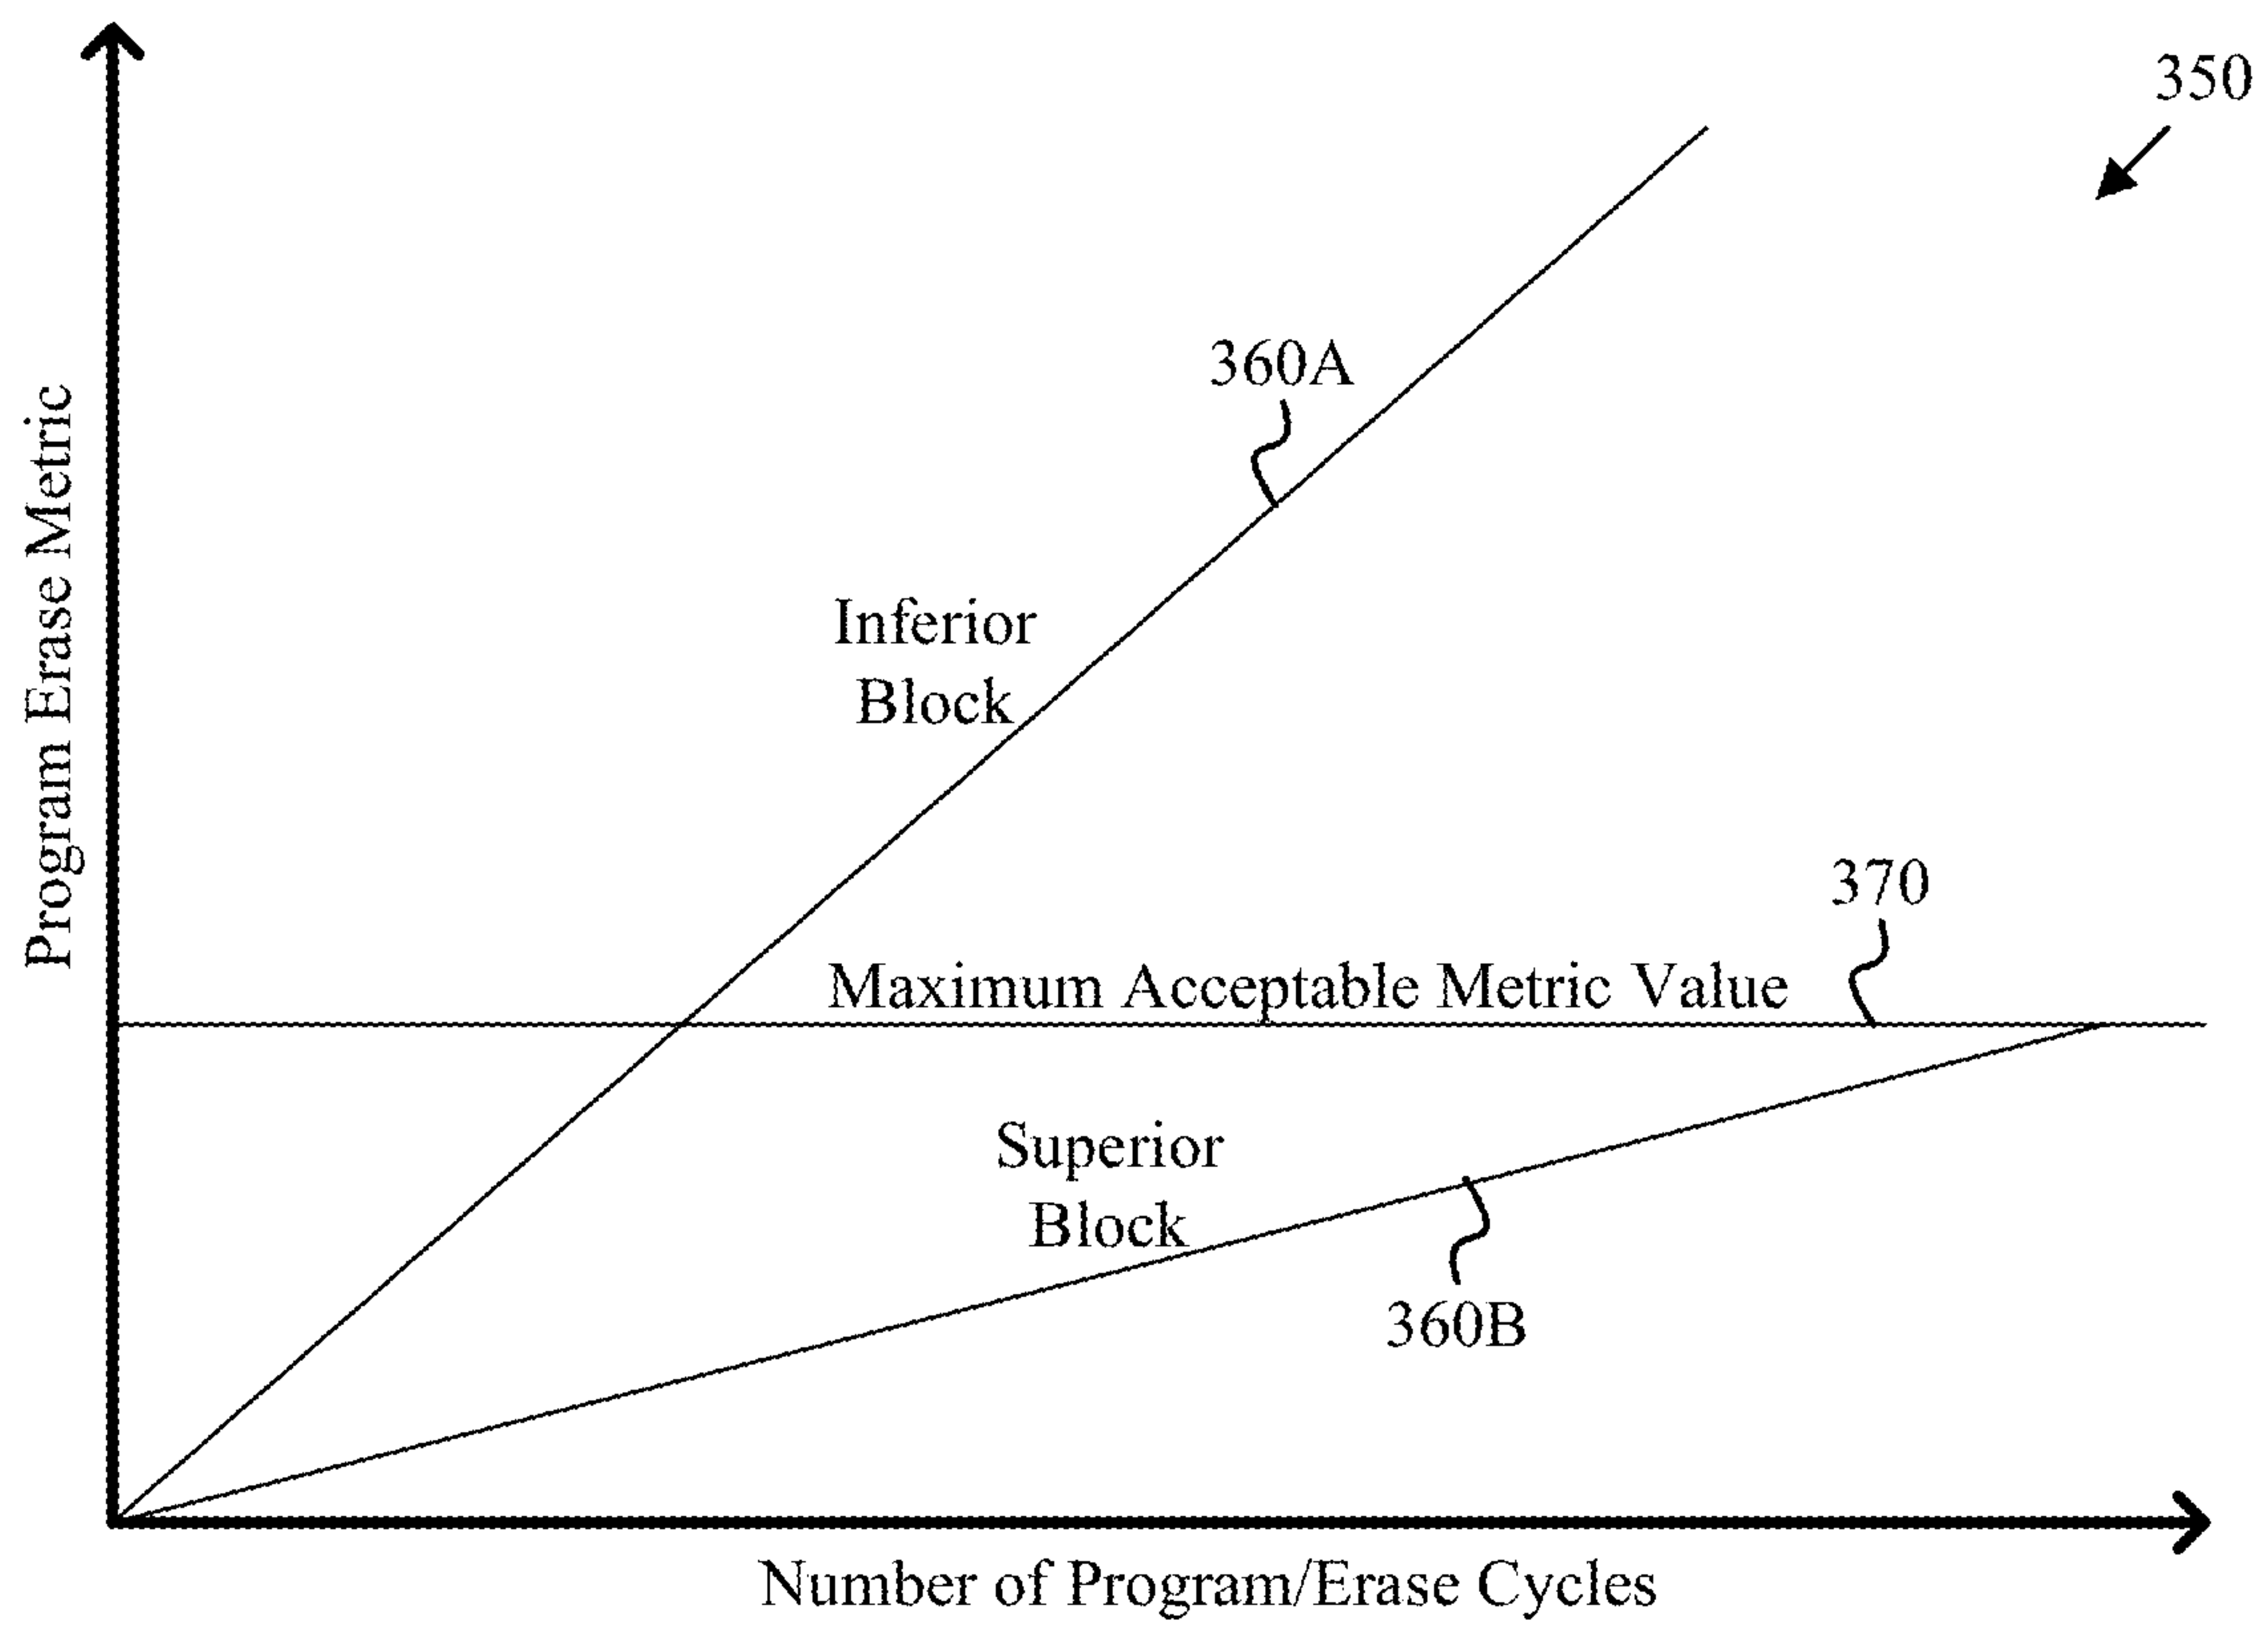 350
360A
Program Erase Metric
Inferior
Block
370
Maximum Acceptable Metric Value
Superior
Block
360B
Number of Program/Erase Cycles